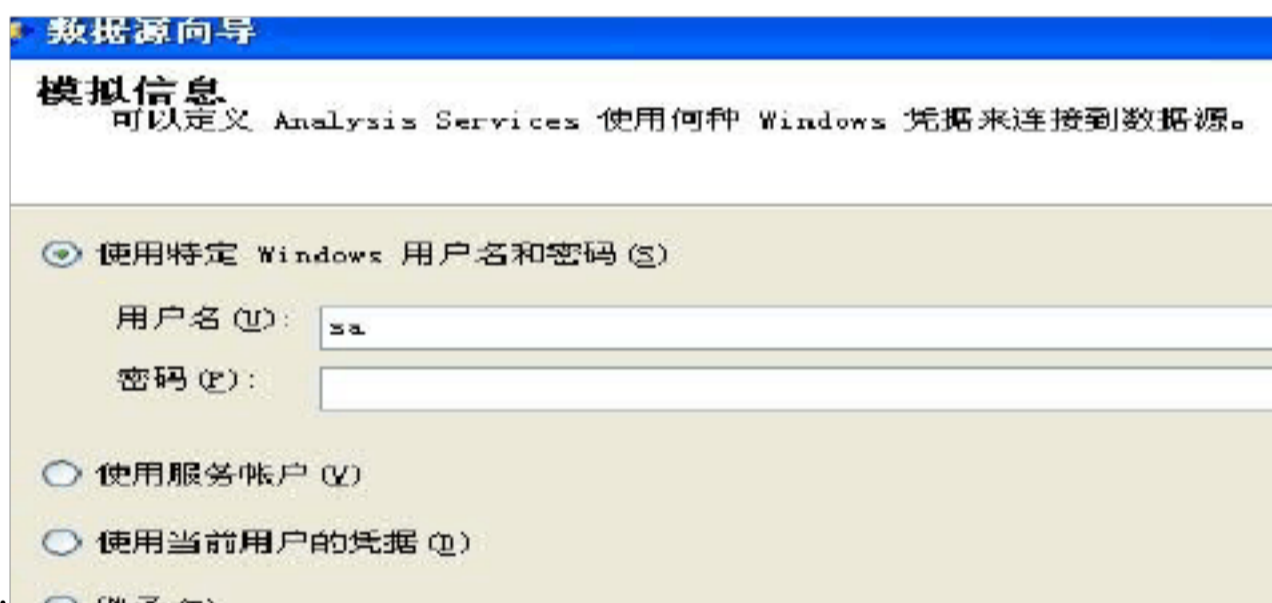 数据源向导
模拟信息
可以定义 Analysis Services 使用何种 Windows 凭据来连接到数据源。
使用特定 Windows 用户名和密码(S)
用户名(U):
sa
密码(P):
使用服务帐户(V)
使用当前用户的凭据(D)